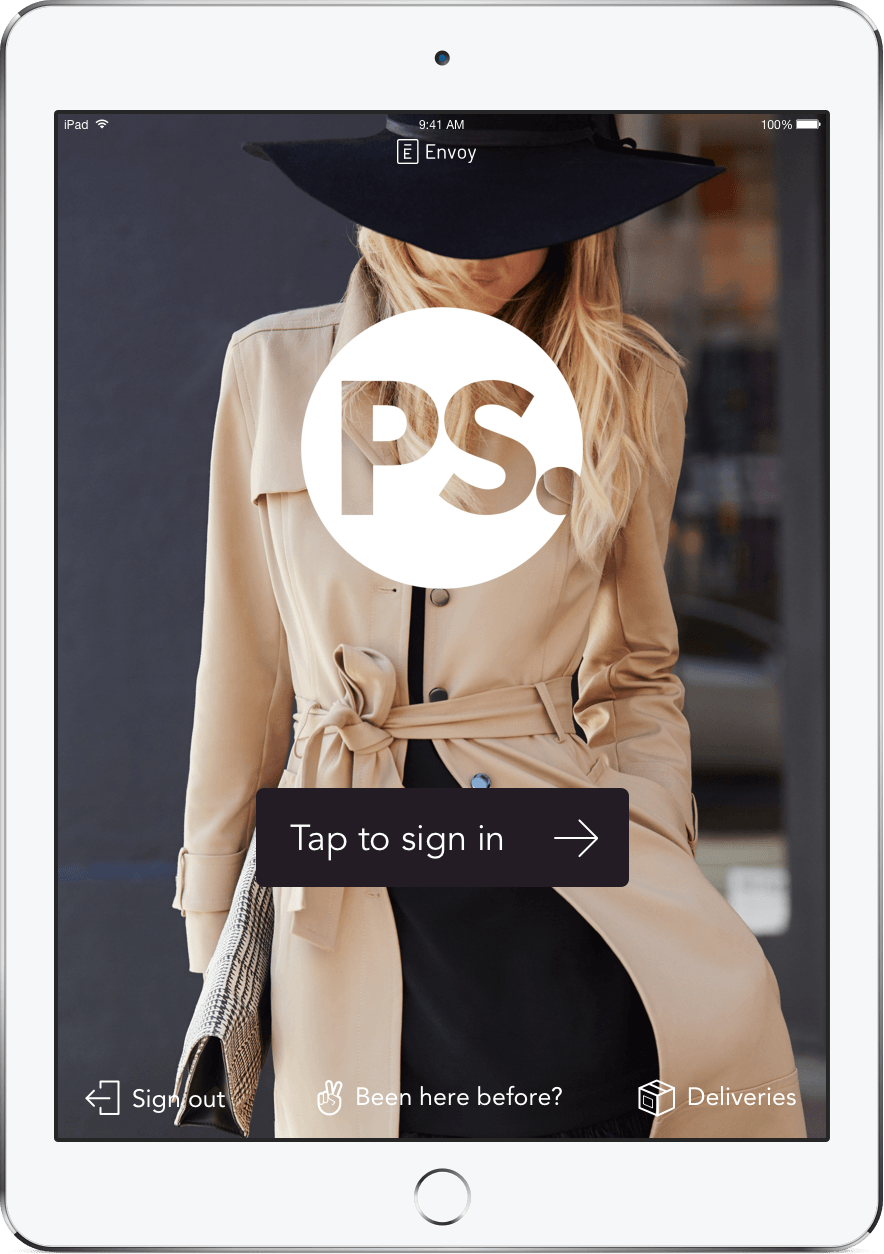 iPad
9:41 AM
100%
E Envoy
PS.
Tap to sign in
Sign out
Been here before?
Deliveries